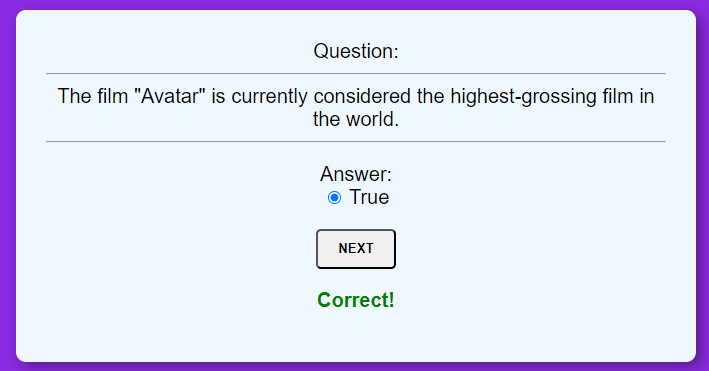 Question:
The film "Avatar" is currently considered the highest-grossing film in
the world.
Answer:
True
NEXT
Correct!